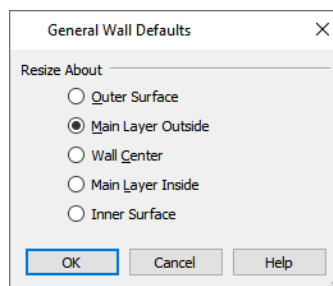 General Wall Defaults
Resize About
Outer Surface
Main Layer Outside
Wall Center
Main Layer Inside
Inner Surface
OK Cancel Help